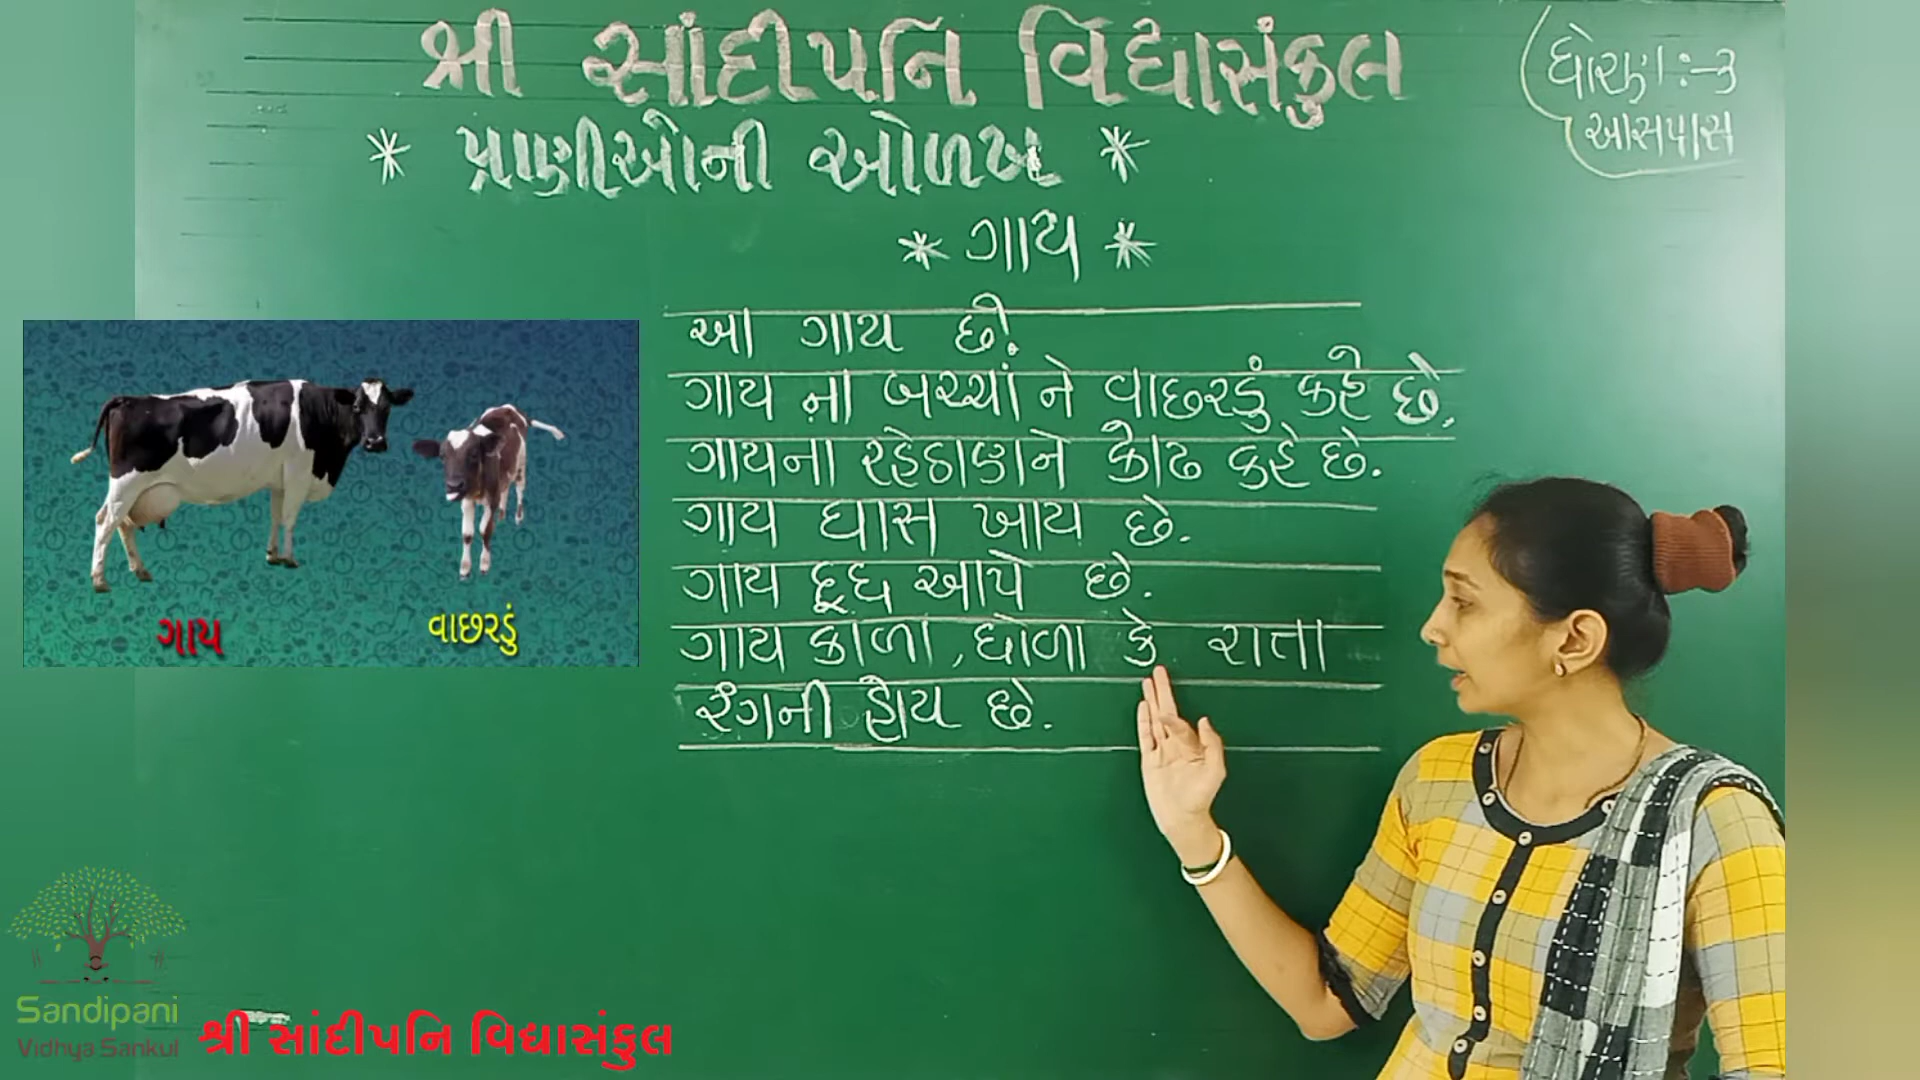 શ્રી સાંદીપનિ વિદ્યાસંકુલ
ધોરણ :- ૩
આસપાસ
* પ્રાણીઓની ઓળખ *
* ગાય *
આ ગાય છે.
ગાય ના બચ્ચાં ને વાછરડું કહે છે.
ગાયના રહેઠાણને કોઢ કહે છે.
ગાય ઘાસ ખાય છે.
ગાય દૂધ આપે છે.
ગાય કાળા, ધોળા કે રાતા
રંગની હોય છે.
ગાય
વાછરડું
Sandipani
Vidhya Sankul
શ્રી સાંદીપનિ વિદ્યાસંકુલ